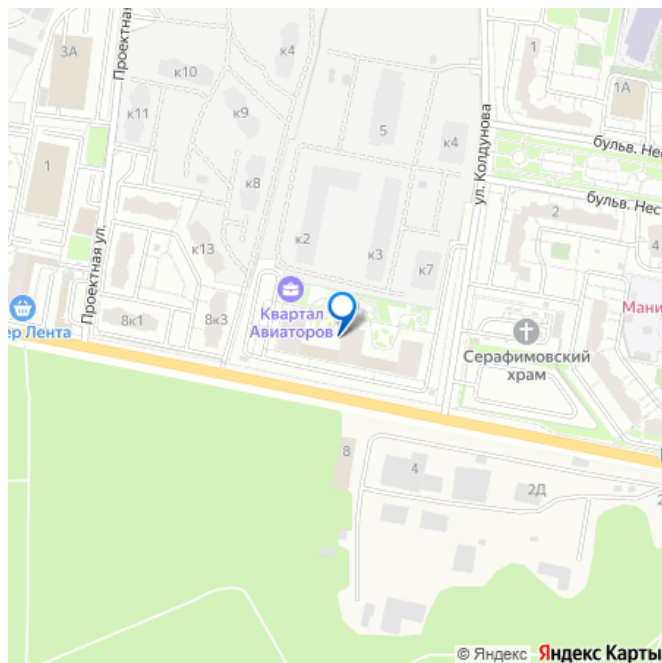 3А
Проектная
к10
к4
1
1А
к11
к9
5
к4
ул. Колдунова
бульв. Нес
1
к8
бульв. Нес
2
4
Проектная ул.
к13
к2
к3
к7
Квартал
Авиаторов
ер Лента
8к1
8к3
Мани
Серафимовский
храм
8
4
2Д
2
© Яндекс Яндекс Карты